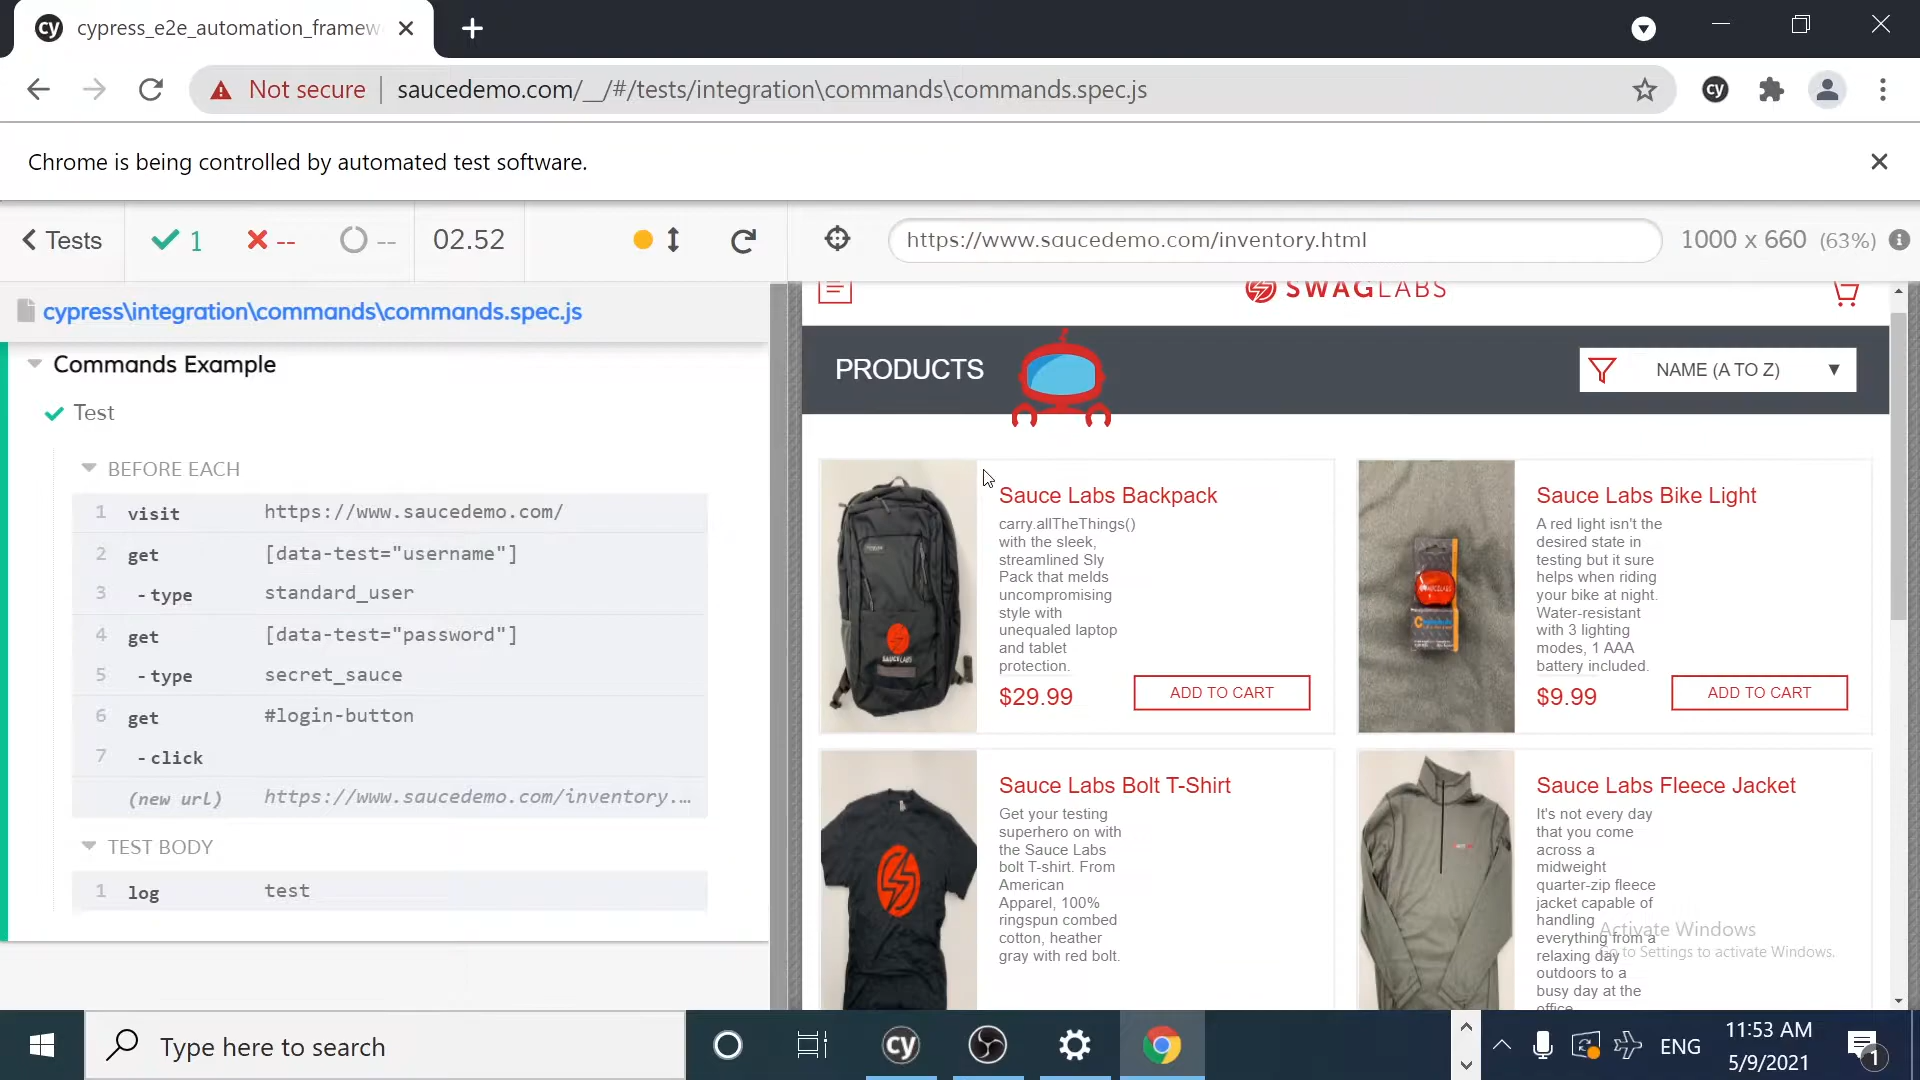 cy cypress_e2e_automation_framew
Not secure saucedemo.com/__/#/tests/integration\commands\commands.spec.js
cy
Chrome is being controlled by automated test software.
Tests 1 -- -- 02.52
https://www.saucedemo.com/inventory.html 1000 x 660 (63%)
cypress\integration\commands\commands.spec.js
Commands Example
Test
BEFORE EACH
1 visit https://www.saucedemo.com/
2 get [data-test="username"]
3 -type standard_user
4 get [data-test="password"]
5 -type secret_sauce
6 get #login-button
7 -click
(new url) https://www.saucedemo.com/inventory.…
TEST BODY
1 log test
SWAGLABS
PRODUCTS
NAME (A TO Z)
Sauce Labs Backpack
carry.allTheThings()
with the sleek,
streamlined Sly
Pack that melds
uncompromising
style with
unequaled laptop
and tablet
protection.
$29.99
ADD TO CART
Sauce Labs Bike Light
A red light isn't the
desired state in
testing but it sure
helps when riding
your bike at night.
Water-resistant
with 3 lighting
modes, 1 AAA
battery included.
$9.99
ADD TO CART
Sauce Labs Bolt T-Shirt
Get your testing
superhero on with
the Sauce Labs
bolt T-shirt. From
American
Apparel, 100%
ringspun combed
cotton, heather
gray with red bolt.
Sauce Labs Fleece Jacket
It's not every day
that you come
across a
midweight
quarter-zip fleece
jacket capable of
handling
everything from a
relaxing day
outdoors to a
busy day at the
office
Activate Windows
Go to Settings to activate Windows.
Type here to search
cy
ENG
11:53 AM
5/9/2021
1